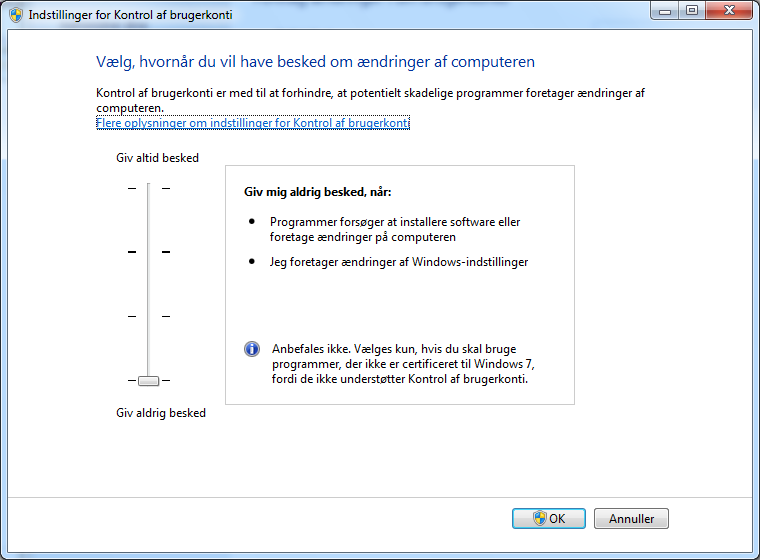 Indstillinger for Kontrol af brugerkonti
Vælg, hvornår du vil have besked om ændringer af computeren
Kontrol af brugerkonti er med til at forhindre, at potentielt skadelige programmer foretager ændringer af
computeren.
Flere oplysninger om indstillinger for Kontrol af brugerkonti
Giv altid besked
Giv mig aldrig besked, når:
Programmer forsøger at installere software eller
foretage ændringer på computeren
Jeg foretager ændringer af Windows-indstillinger
Anbefales ikke. Vælges kun, hvis du skal bruge
programmer, der ikke er certificeret til Windows 7,
fordi de ikke understøtter Kontrol af brugerkonti.
Giv aldrig besked
OK
Annuller